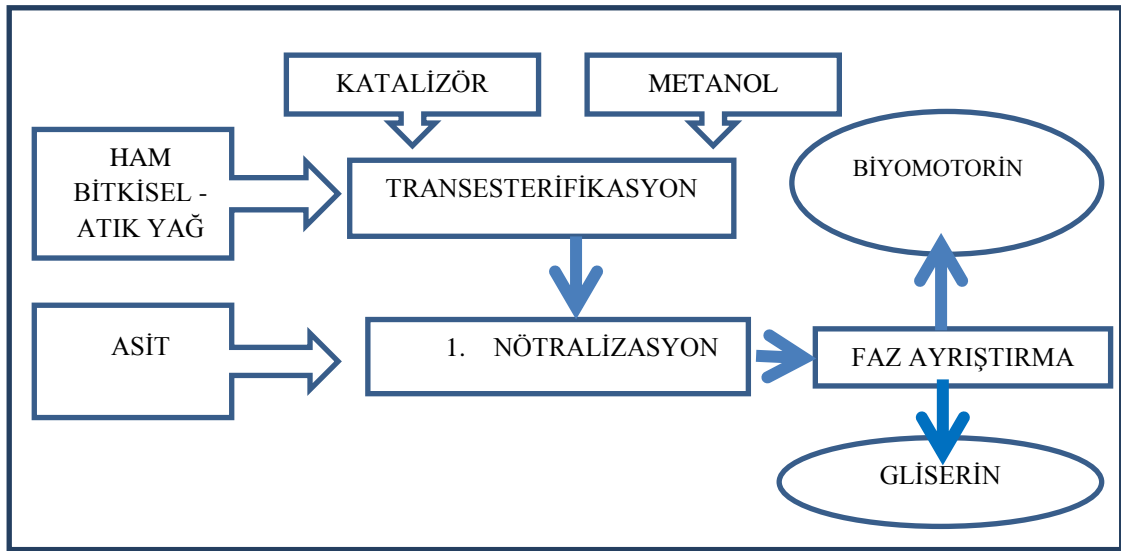 KATALİZÖR
METANOL
HAM
BİTKİSEL -
ATIK YAĞ
TRANSESTERİFİKASYON
BİYOMOTORİN
ASİT
1. NÖTRALİZASYON
FAZ AYRIŞTIRMA
GLİSERİN